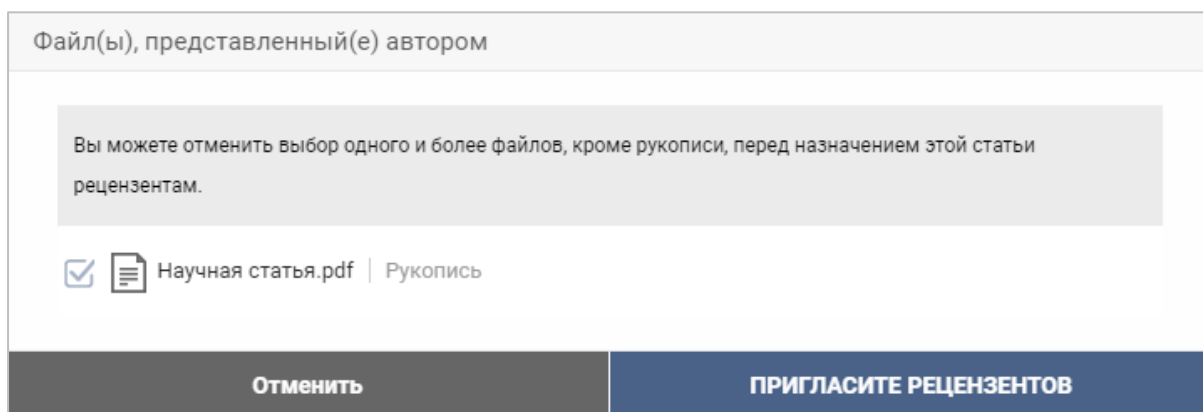 Файл(ы), представленный(е) автором
Вы можете отменить выбор одного и более файлов, кроме рукописи, перед назначением этой статьи
рецензентам.
Научная статья.pdf | Рукопись
Отменить
ПРИГЛАСИТЕ РЕЦЕНЗЕНТОВ